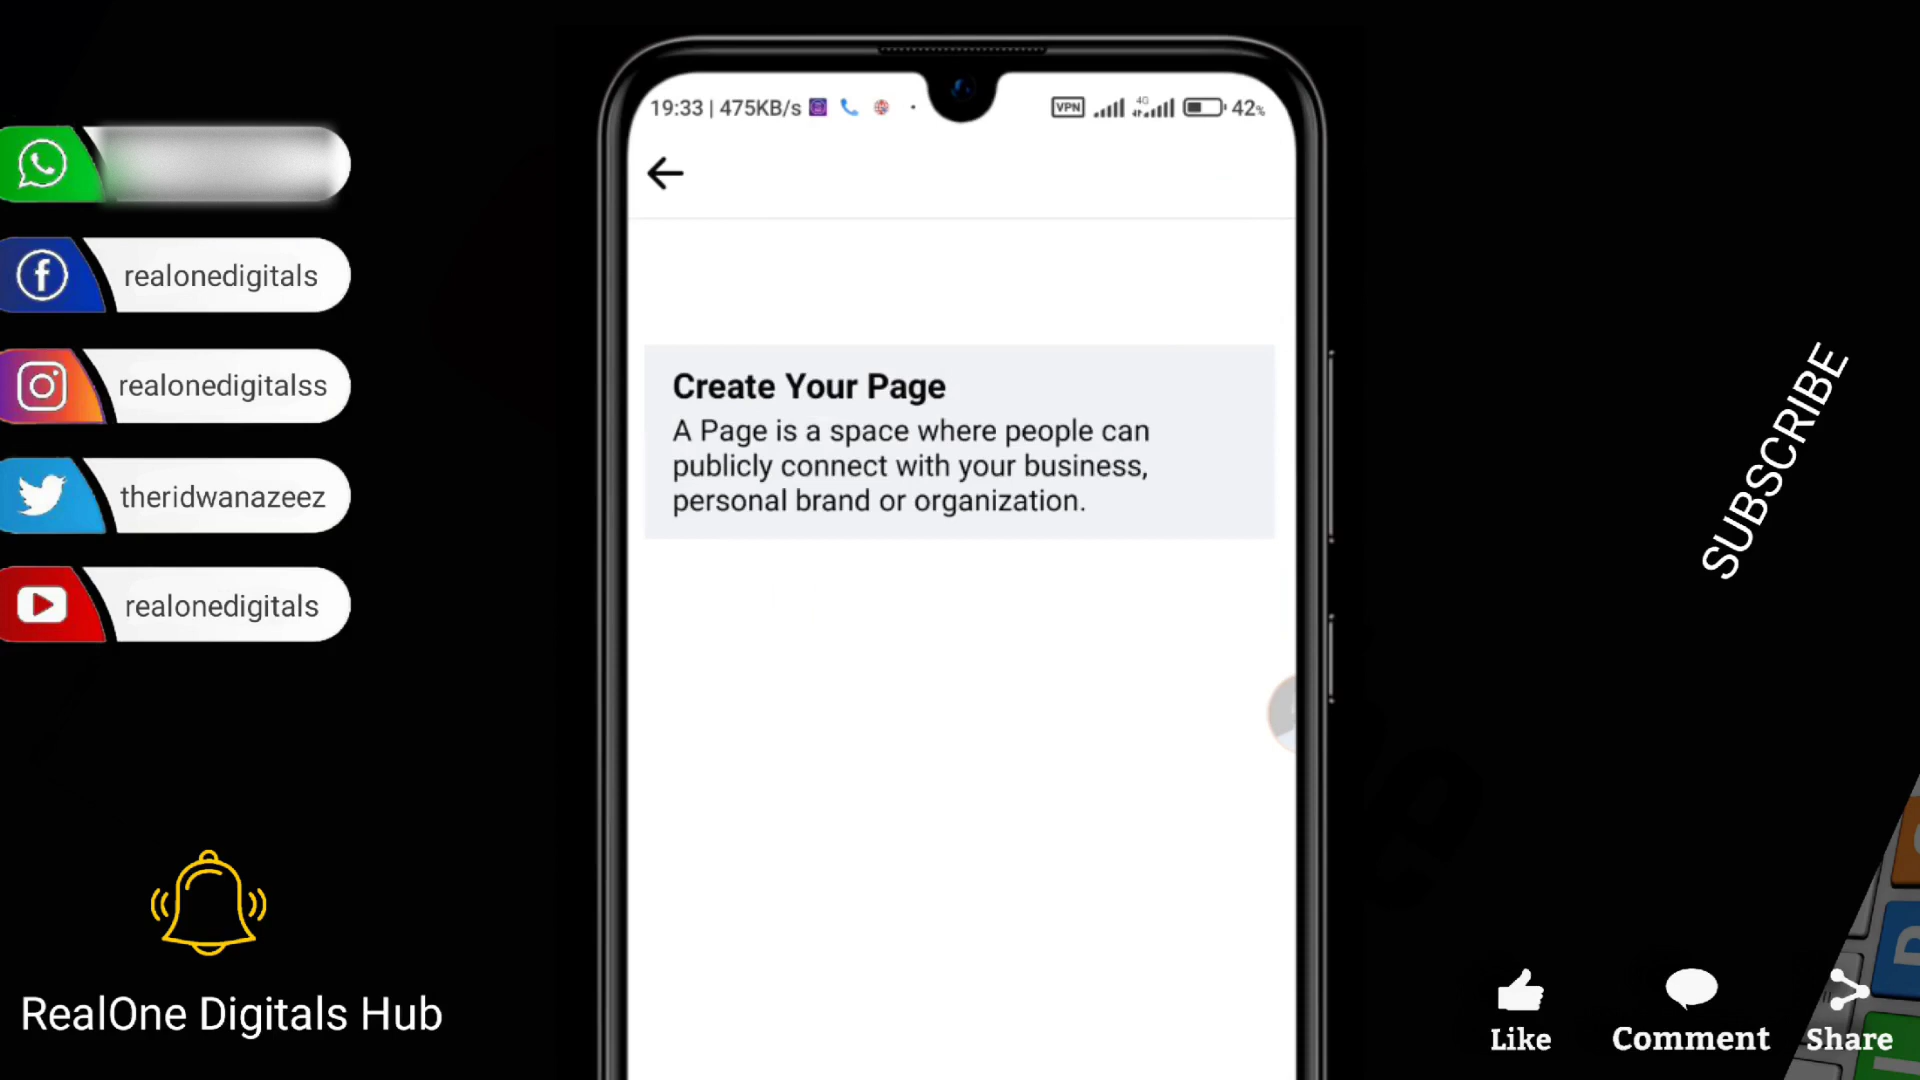 19:33 | 475KB/s
VPN
4G
42%
realonedigitals
realonedigitalss
theridwanazeez
realonedigitals
Create Your Page
A Page is a space where people can
publicly connect with your business,
personal brand or organization.
SUBSCRIBE
RealOne Digitals Hub
Like
Comment
Share